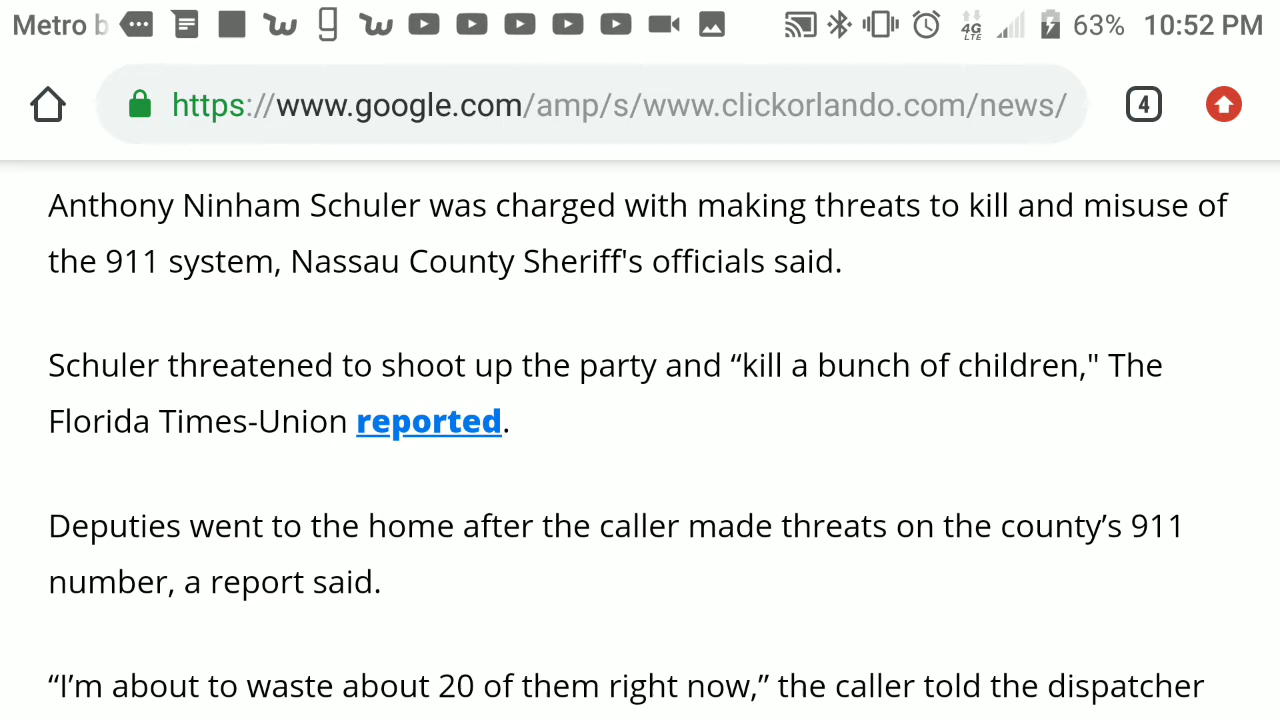 Metro b 4G LTE 63% 10:52 PM
https://www.google.com/amp/s/www.clickorlando.com/news/ 4
Anthony Ninham Schuler was charged with making threats to kill and misuse of
the 911 system, Nassau County Sheriff's officials said.
Schuler threatened to shoot up the party and “kill a bunch of children," The
Florida Times-Union reported.
Deputies went to the home after the caller made threats on the county’s 911
number, a report said.
“I’m about to waste about 20 of them right now,” the caller told the dispatcher